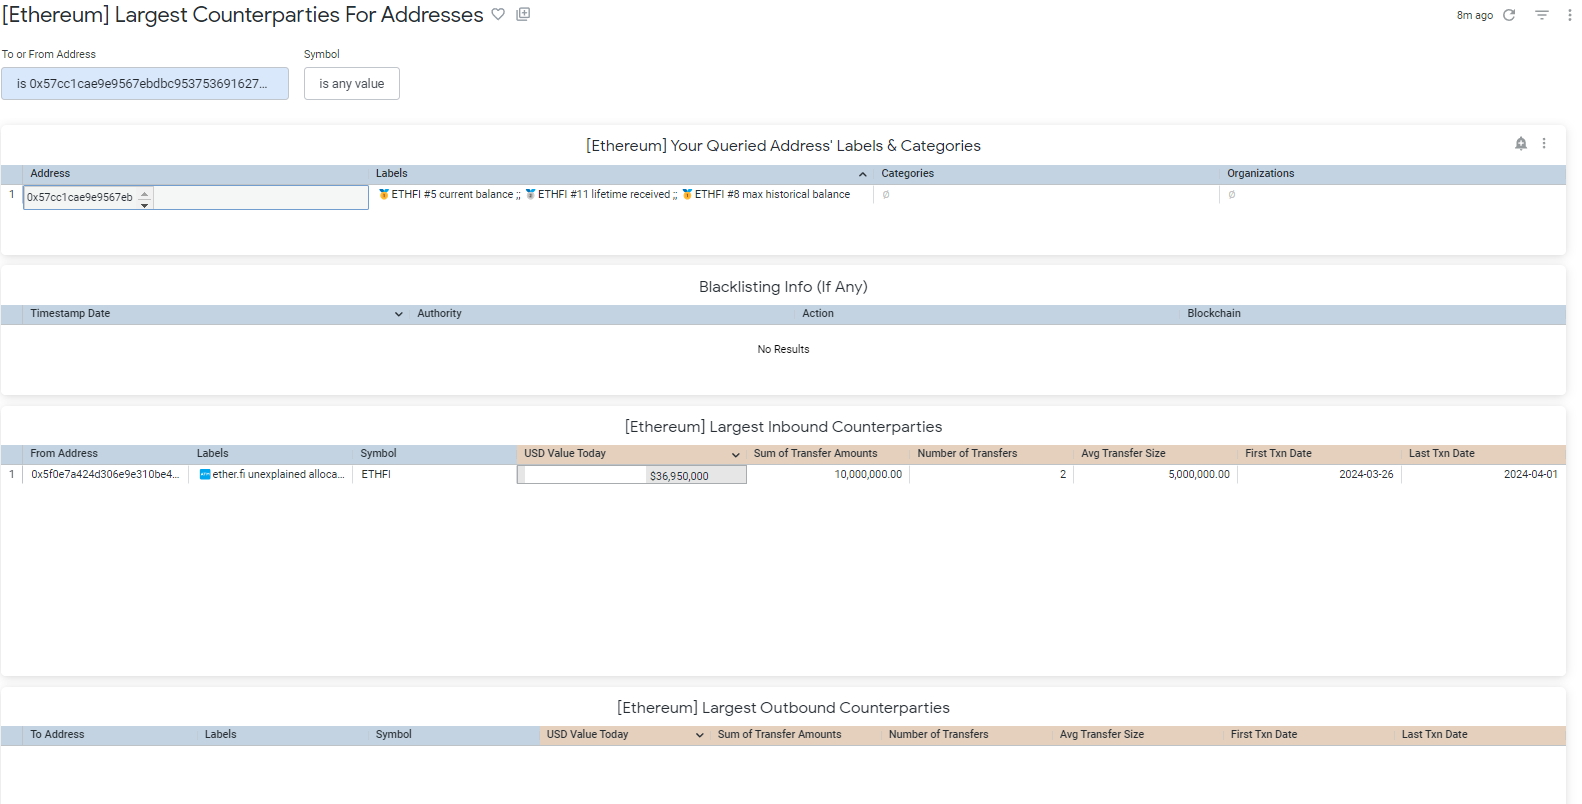 [Ethereum] Largest Counterparties For Addresses
8m ago
To or From Address Symbol
is 0x57cc1cae9e9567ebdbc953753691627... is any value
[Ethereum] Your Queried Address' Labels & Categories
Address Labels Categories Organizations
1 0x57cc1cae9e9567eb 🏅ETHFI #5 current balance ;; 🥈ETHFI #11 lifetime received ;; 🏅ETHFI #8 max historical balance ∅ ∅
Blacklisting Info (If Any)
Timestamp Date Authority Action Blockchain
No Results
[Ethereum] Largest Inbound Counterparties
From Address Labels Symbol USD Value Today Sum of Transfer Amounts Number of Transfers Avg Transfer Size First Txn Date Last Txn Date
1 0x5f0e7a424d306e9e310be4... 🏧ether.fi unexplained alloca... ETHFI $36,950,000 10,000,000.00 2 5,000,000.00 2024-03-26 2024-04-01
[Ethereum] Largest Outbound Counterparties
To Address Labels Symbol USD Value Today Sum of Transfer Amounts Number of Transfers Avg Transfer Size First Txn Date Last Txn Date